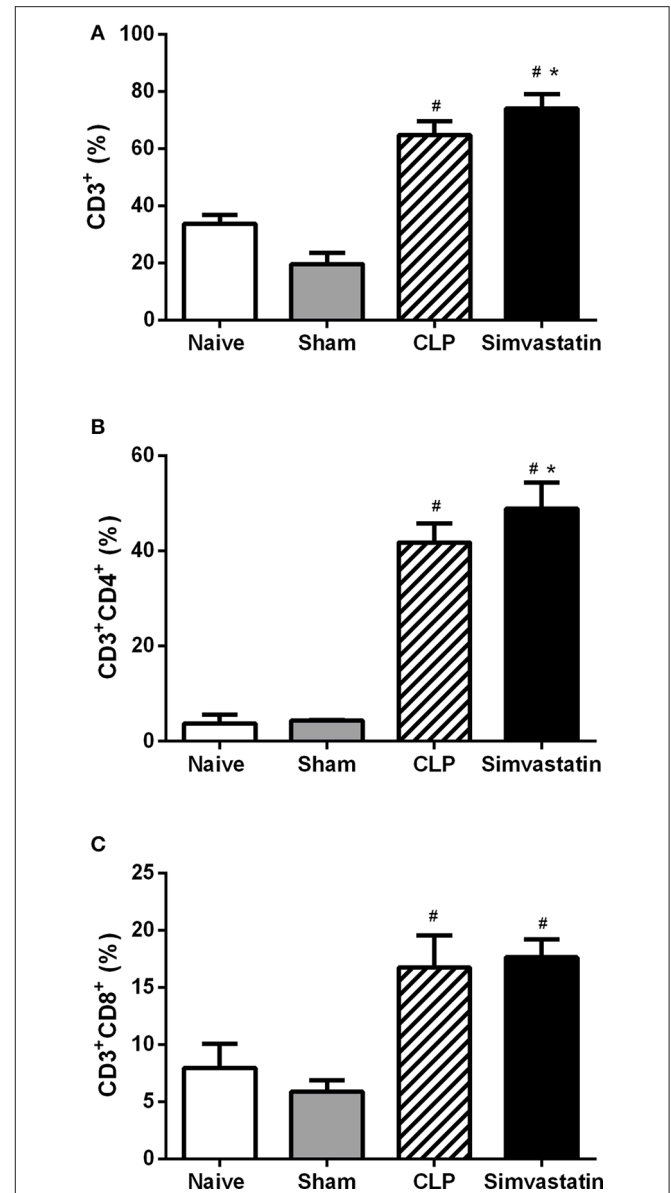 A
100
80
60
40
20
0
CD3⁺ (%)
#
# *
Naive Sham CLP Simvastatin
B
60
40
20
0
CD3⁺CD4⁺ (%)
#
# *
Naive Sham CLP Simvastatin
C
25
20
15
10
5
0
CD3⁺CD8⁺ (%)
#
#
Naive Sham CLP Simvastatin